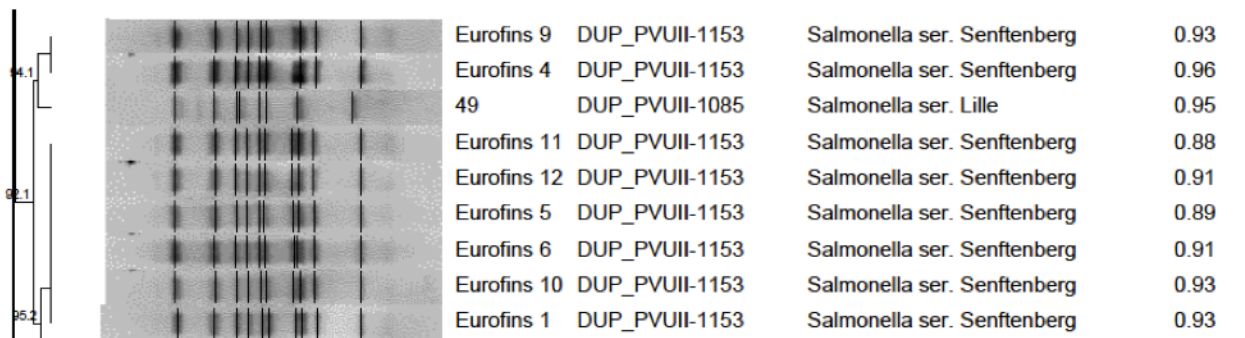 Eurofins 9 DUP_PVUII-1153 Salmonella ser. Senftenberg 0.93
Eurofins 4 DUP_PVUII-1153 Salmonella ser. Senftenberg 0.96
94.1
49 DUP_PVUII-1085 Salmonella ser. Lille 0.95
Eurofins 11 DUP_PVUII-1153 Salmonella ser. Senftenberg 0.88
Eurofins 12 DUP_PVUII-1153 Salmonella ser. Senftenberg 0.91
92.1
Eurofins 5 DUP_PVUII-1153 Salmonella ser. Senftenberg 0.89
Eurofins 6 DUP_PVUII-1153 Salmonella ser. Senftenberg 0.91
Eurofins 10 DUP_PVUII-1153 Salmonella ser. Senftenberg 0.93
95.2
Eurofins 1 DUP_PVUII-1153 Salmonella ser. Senftenberg 0.93